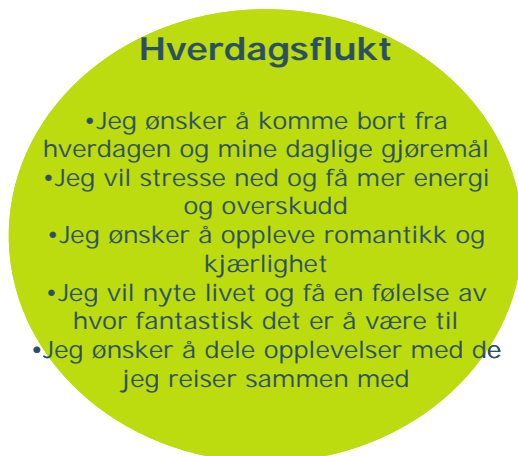 Hverdagsflukt
•Jeg ønsker å komme bort fra
hverdagen og mine daglige gjøremål
•Jeg vil stresse ned og få mer energi
og overskudd
•Jeg ønsker å oppleve romantikk og
kjærlighet
•Jeg vil nyte livet og få en følelse av
hvor fantastisk det er å være til
•Jeg ønsker å dele opplevelser med de
jeg reiser sammen med